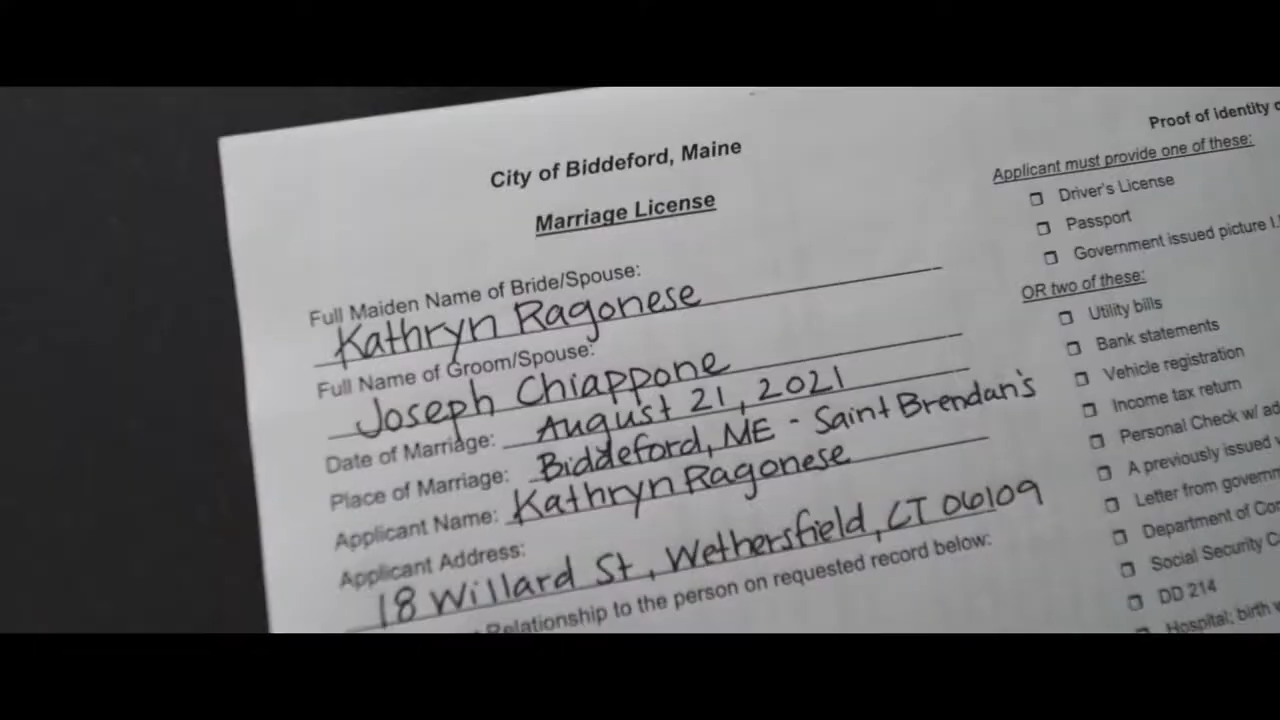 City of Biddeford, Maine
Marriage License
Full Maiden Name of Bride/Spouse:
Kathryn Ragonese
Full Name of Groom/Spouse:
Joseph Chiappone
Date of Marriage: August 21, 2021
Place of Marriage: Biddeford, ME - Saint Brendan's
Applicant Name: Kathryn Ragonese
Applicant Address:
18 Willard St, Wethersfield, CT 06109
Relationship to the person on requested record below:
Proof of Identity
Applicant must provide one of these:
Driver's License
Passport
Government issued picture
OR two of these:
Utility bills
Bank statements
Vehicle registration
Income tax return
Personal Check w/
A previously issued
Letter from
Department of
Social Security
DD 214
Hospital; birth